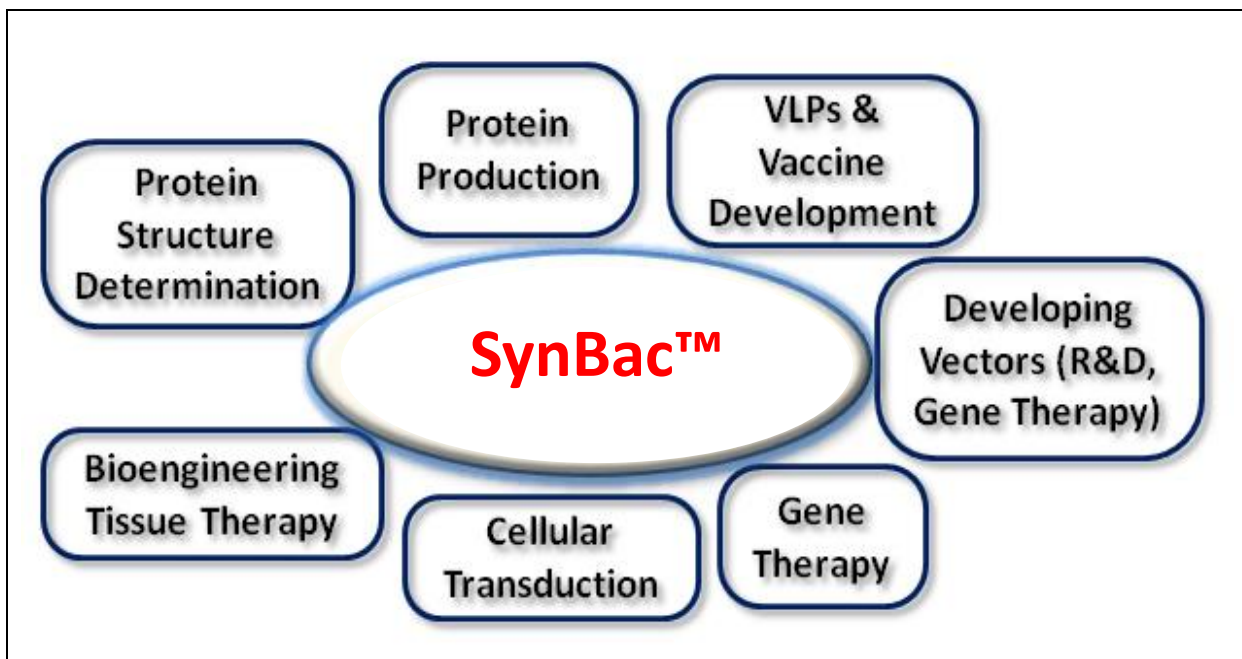 Protein
Production
VLPs &
Vaccine
Development
Protein
Structure
Determination
Developing
Vectors (R&D,
Gene Therapy)
SynBac™
Bioengineering
Tissue Therapy
Cellular
Transduction
Gene
Therapy